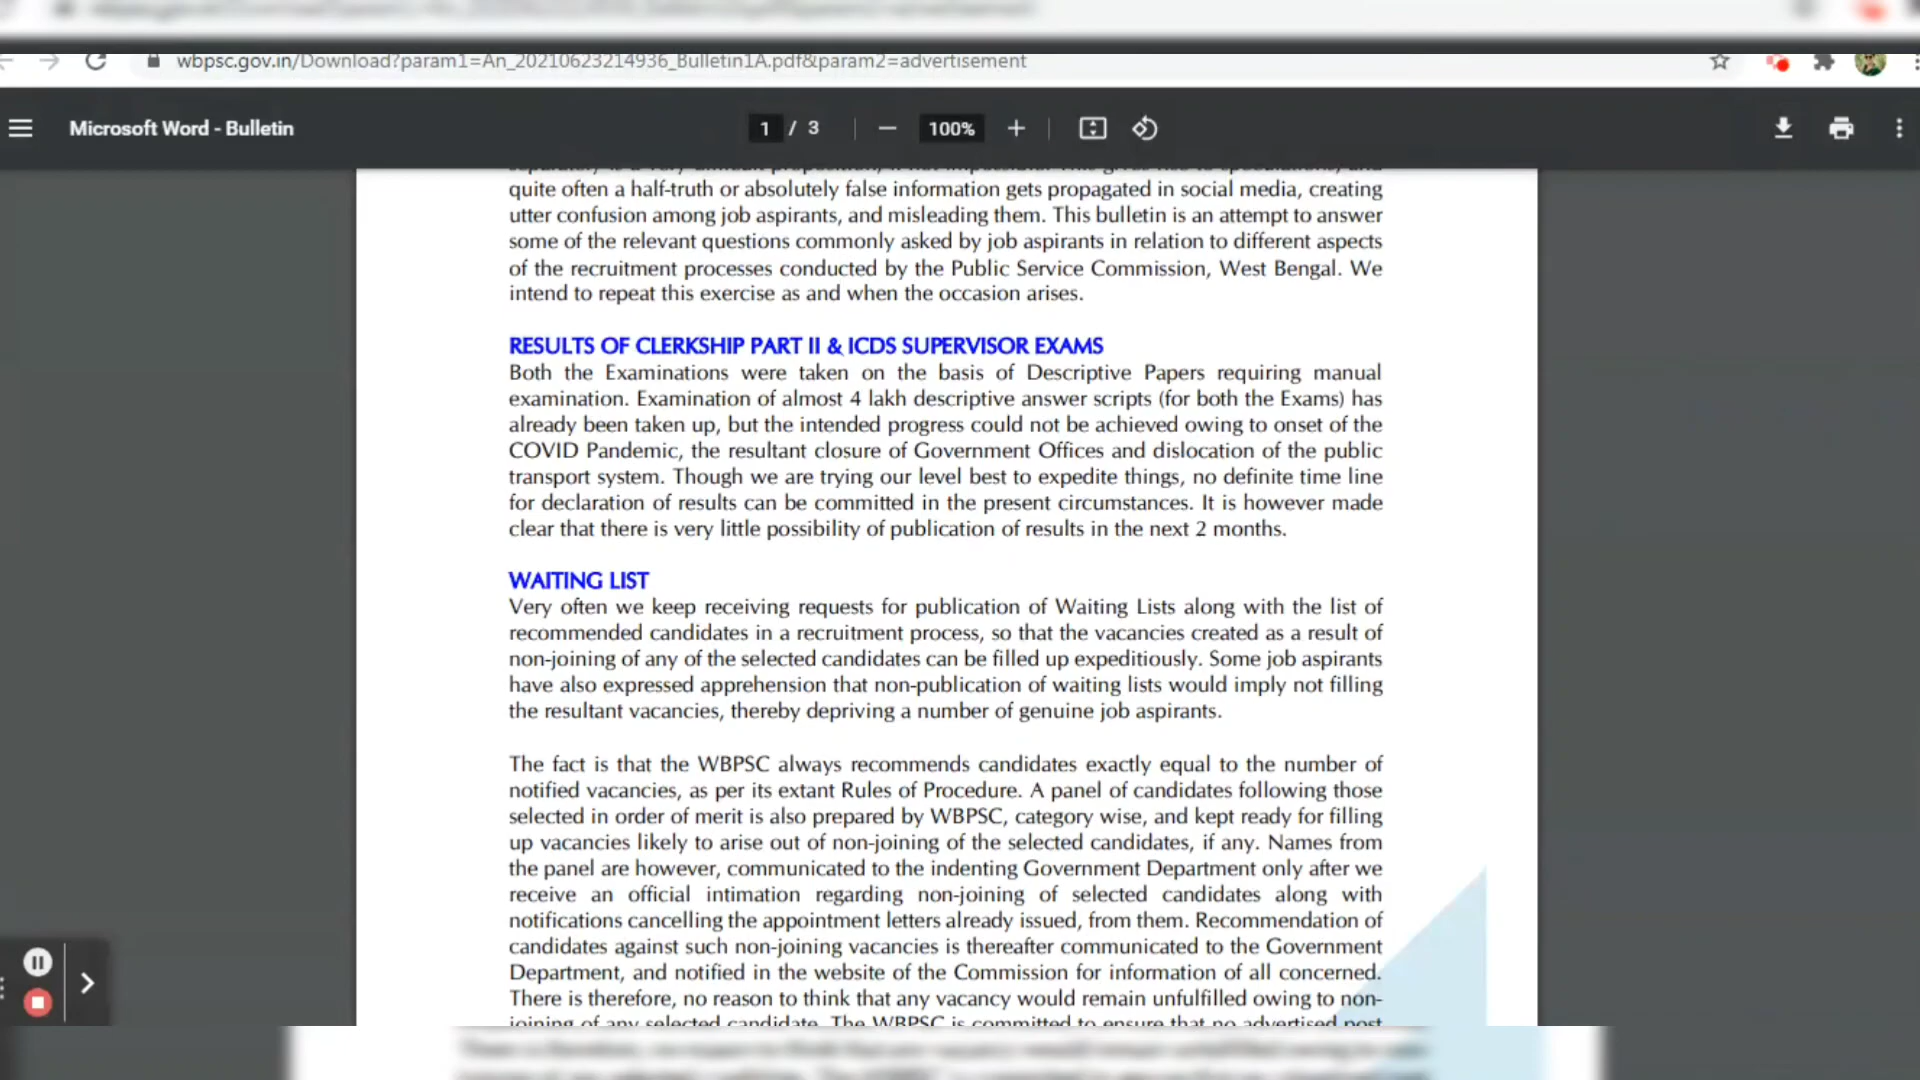 wbpsc.gov.in/Download?param1=An_20210623214936_Bulletin1A.pdf&param2=advertisement
Microsoft Word - Bulletin
1 / 3
100%
quite often a half-truth or absolutely false information gets propagated in social media, creating
utter confusion among job aspirants, and misleading them. This bulletin is an attempt to answer
some of the relevant questions commonly asked by job aspirants in relation to different aspects
of the recruitment processes conducted by the Public Service Commission, West Bengal. We
intend to repeat this exercise as and when the occasion arises.
RESULTS OF CLERKSHIP PART II & ICDS SUPERVISOR EXAMS
Both the Examinations were taken on the basis of Descriptive Papers requiring manual
examination. Examination of almost 4 lakh descriptive answer scripts (for both the Exams) has
already been taken up, but the intended progress could not be achieved owing to onset of the
COVID Pandemic, the resultant closure of Government Offices and dislocation of the public
transport system. Though we are trying our level best to expedite things, no definite time line
for declaration of results can be committed in the present circumstances. It is however made
clear that there is very little possibility of publication of results in the next 2 months.
WAITING LIST
Very often we keep receiving requests for publication of Waiting Lists along with the list of
recommended candidates in a recruitment process, so that the vacancies created as a result of
non-joining of any of the selected candidates can be filled up expeditiously. Some job aspirants
have also expressed apprehension that non-publication of waiting lists would imply not filling
the resultant vacancies, thereby depriving a number of genuine job aspirants.
The fact is that the WBPSC always recommends candidates exactly equal to the number of
notified vacancies, as per its extant Rules of Procedure. A panel of candidates following those
selected in order of merit is also prepared by WBPSC, category wise, and kept ready for filling
up vacancies likely to arise out of non-joining of the selected candidates, if any. Names from
the panel are however, communicated to the indenting Government Department only after we
receive an official intimation regarding non-joining of selected candidates along with
notifications cancelling the appointment letters already issued, from them. Recommendation of
candidates against such non-joining vacancies is thereafter communicated to the Government
Department, and notified in the website of the Commission for information of all concerned.
There is therefore, no reason to think that any vacancy would remain unfulfilled owing to non-
joining of any selected candidate. The WBPSC is committed to ensure that no advertised post